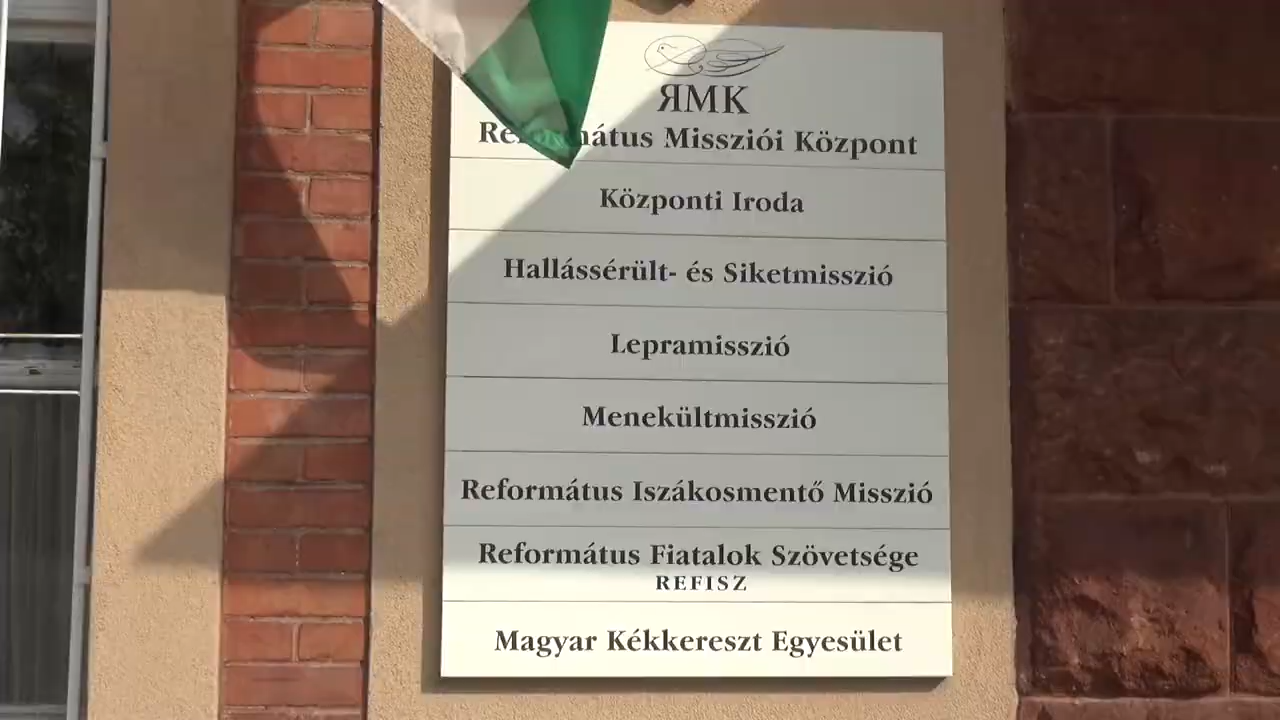 ЯMK
Református Missziói Központ
Központi Iroda
Hallássérült- és Siketmisszió
Lepramisszió
Menekültmisszió
Református Iszákosmentő Misszió
Református Fiatalok Szövetsége
REFISZ
Magyar Kékkereszt Egyesület